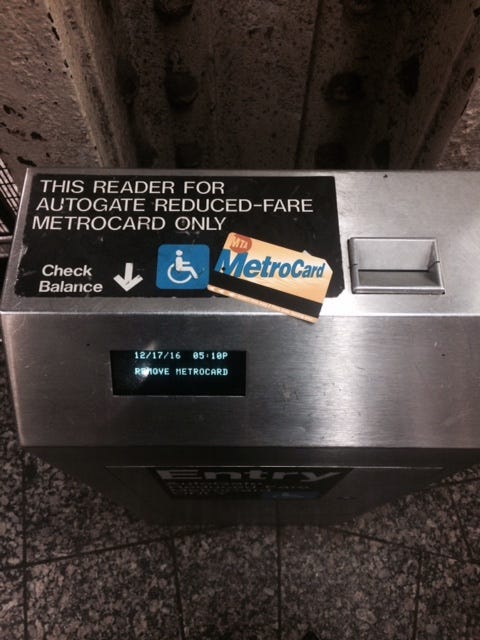 THIS READER FOR
AUTOGATE REDUCED-FARE
METROCARD ONLY
Check
Balance
MTA
MetroCard
12/17/16 05:10P
REMOVE METROCARD
Entry